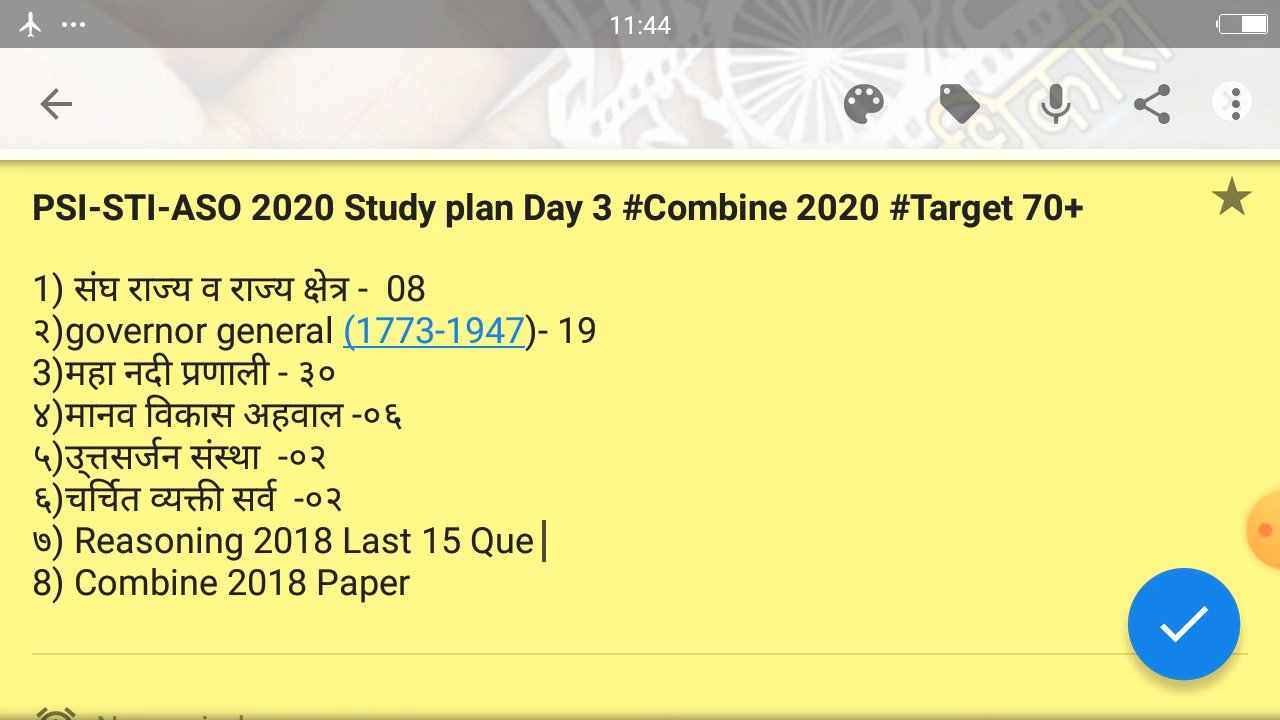 11:44
धिकारा
PSI-STI-ASO 2020 Study plan Day 3 #Combine 2020 #Target 70+
1) संघ राज्य व राज्य क्षेत्र - 08
२)governor general (1773-1947)- 19
3)महा नदी प्रणाली - ३०
४)मानव विकास अहवाल -०६
५)उत्तसर्जन संस्था -०२
६)चर्चित व्यक्ती सर्व -०२
७) Reasoning 2018 Last 15 Que
8) Combine 2018 Paper